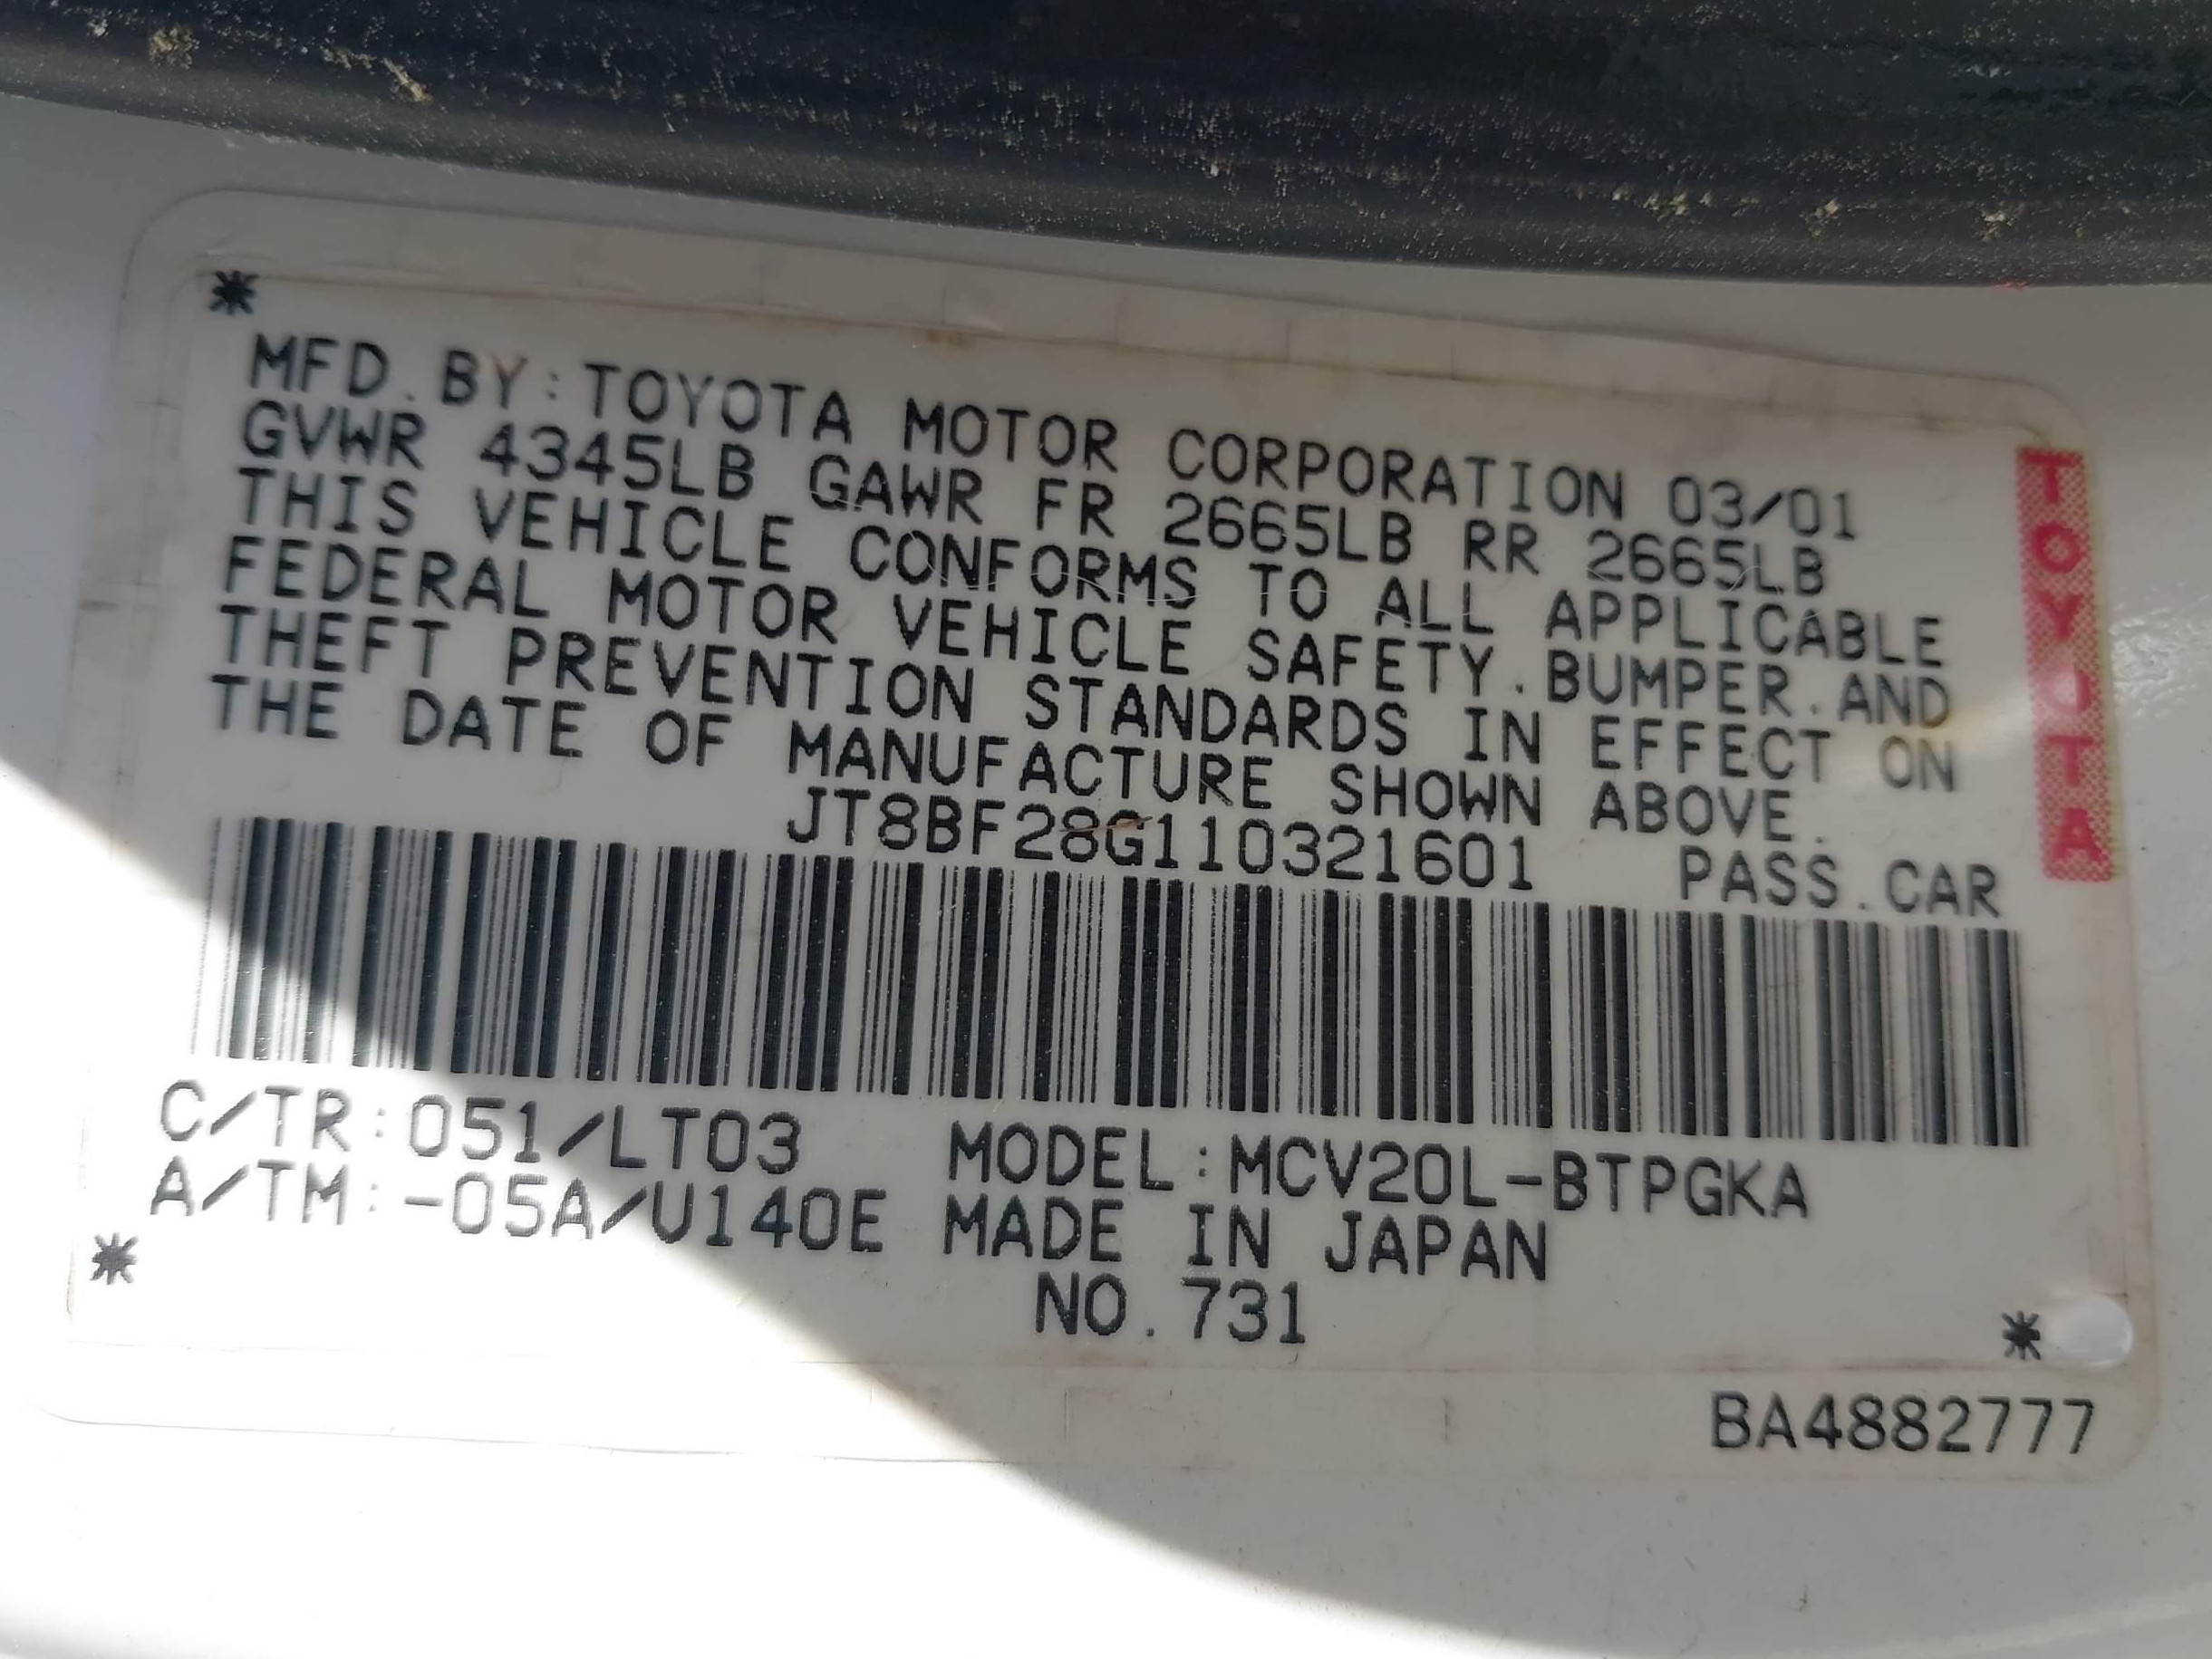 MFD.BY:TOYOTA MOTOR CORPORATION 03/01
GVWR 4345LB GAWR FR 2665LB RR 2665LB
THIS VEHICLE CONFORMS TO ALL APPLICABLE
FEDERAL MOTOR VEHICLE SAFETY.BUMPER.AND
THEFT PREVENTION STANDARDS IN EFFECT ON
THE DATE OF MANUFACTURE SHOWN ABOVE.
JT8BF28G110321601 PASS.CAR
C/TR:051/LT03 MODEL:MCV20L-BTPGKA
A/TM:-05A/U140E MADE IN JAPAN
NO.731
BA4882777
TOYOTA